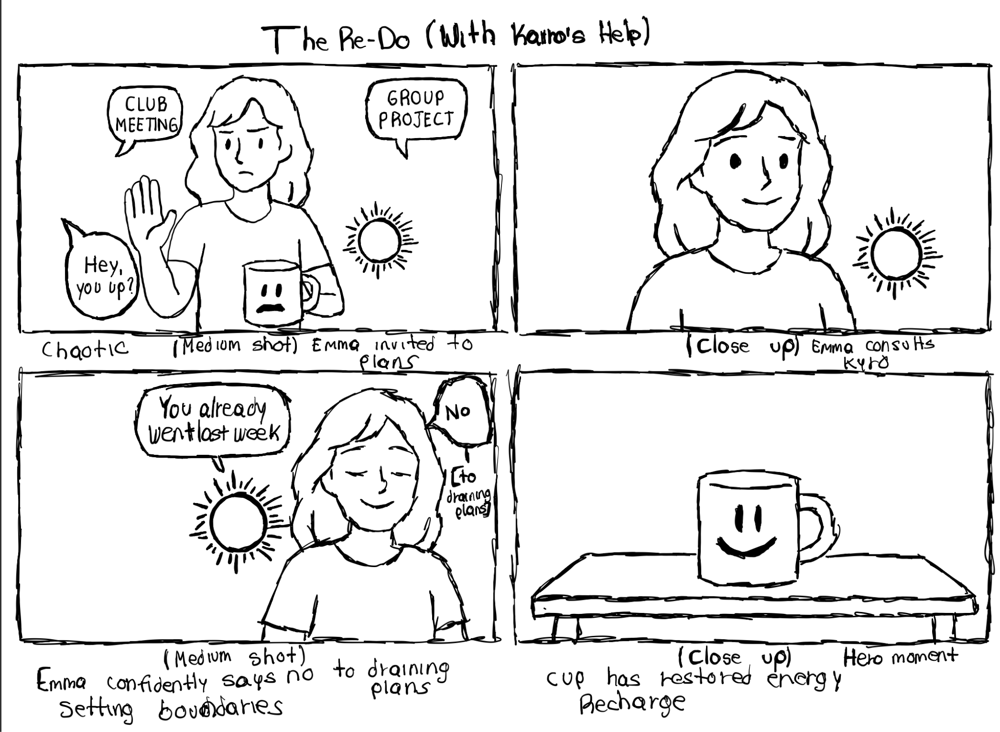 The Re-Do (With Kairo's Help)
CLUB
MEETING
GROUP
PROJECT
Hey,
you up?
Chaotic (Medium shot) Emma invited to
plans
(Close up) Emma consults
Kyro
You already
went last week
No
[to
draining
plans]
(Medium shot)
Emma confidently says no to draining
plans
setting boundaries
(Close up) Hero moment
cup has restored energy
Recharge